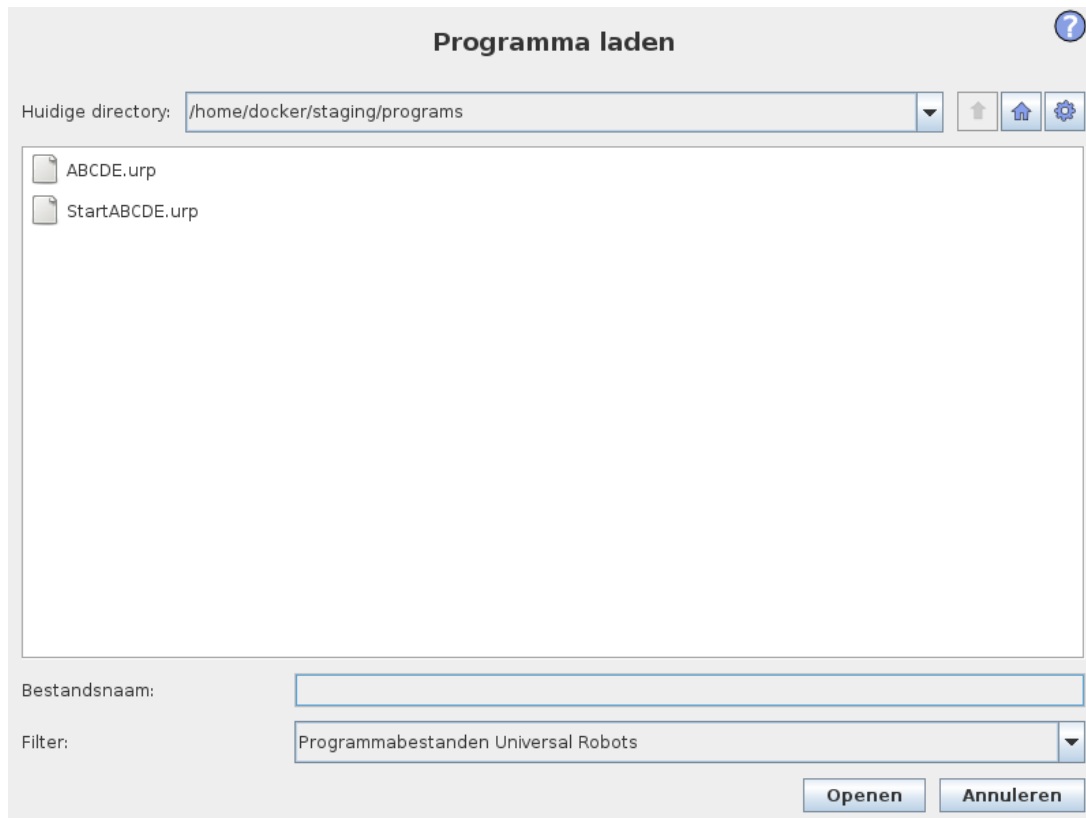 Programma laden
?
Huidige directory: /home/docker/staging/programs
ABCDE.urp
StartABCDE.urp
Bestandsnaam:
Filter: Programmabestanden Universal Robots
Openen Annuleren